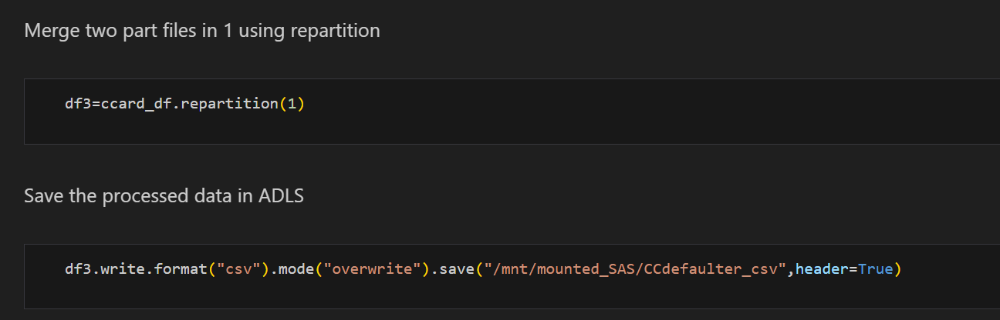 Merge two part files in 1 using repartition
df3=ccard_df.repartition(1)
Save the processed data in ADLS
df3.write.format("csv").mode("overwrite").save("/mnt/mounted_SAS/CCdefaulter_csv",header=True)